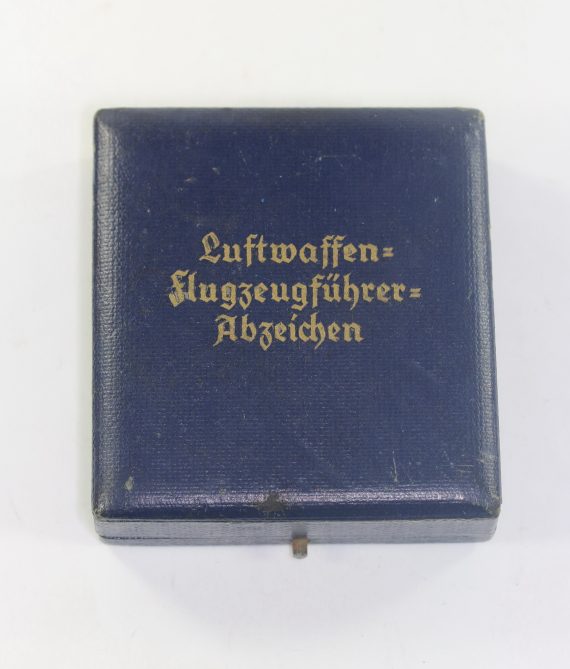 Luftwaffen=
Flugzeugführer=
Abzeichen